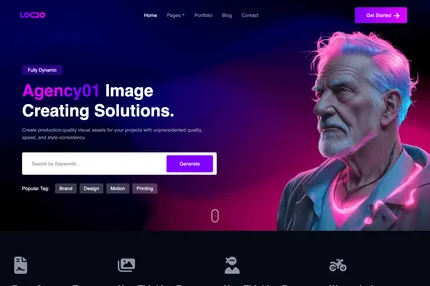 LOGO
Home
Pages
Portfolio
Blog
Contact
Get Started
Fully Dynamic
Agency01 Image
Creating Solutions.
Create production-quality visual assets for your projects with unprecedented quality,
speed, and style-consistency.
Search by Keywords...
Generate
Popular Tag:
Brand
Design
Motion
Printing